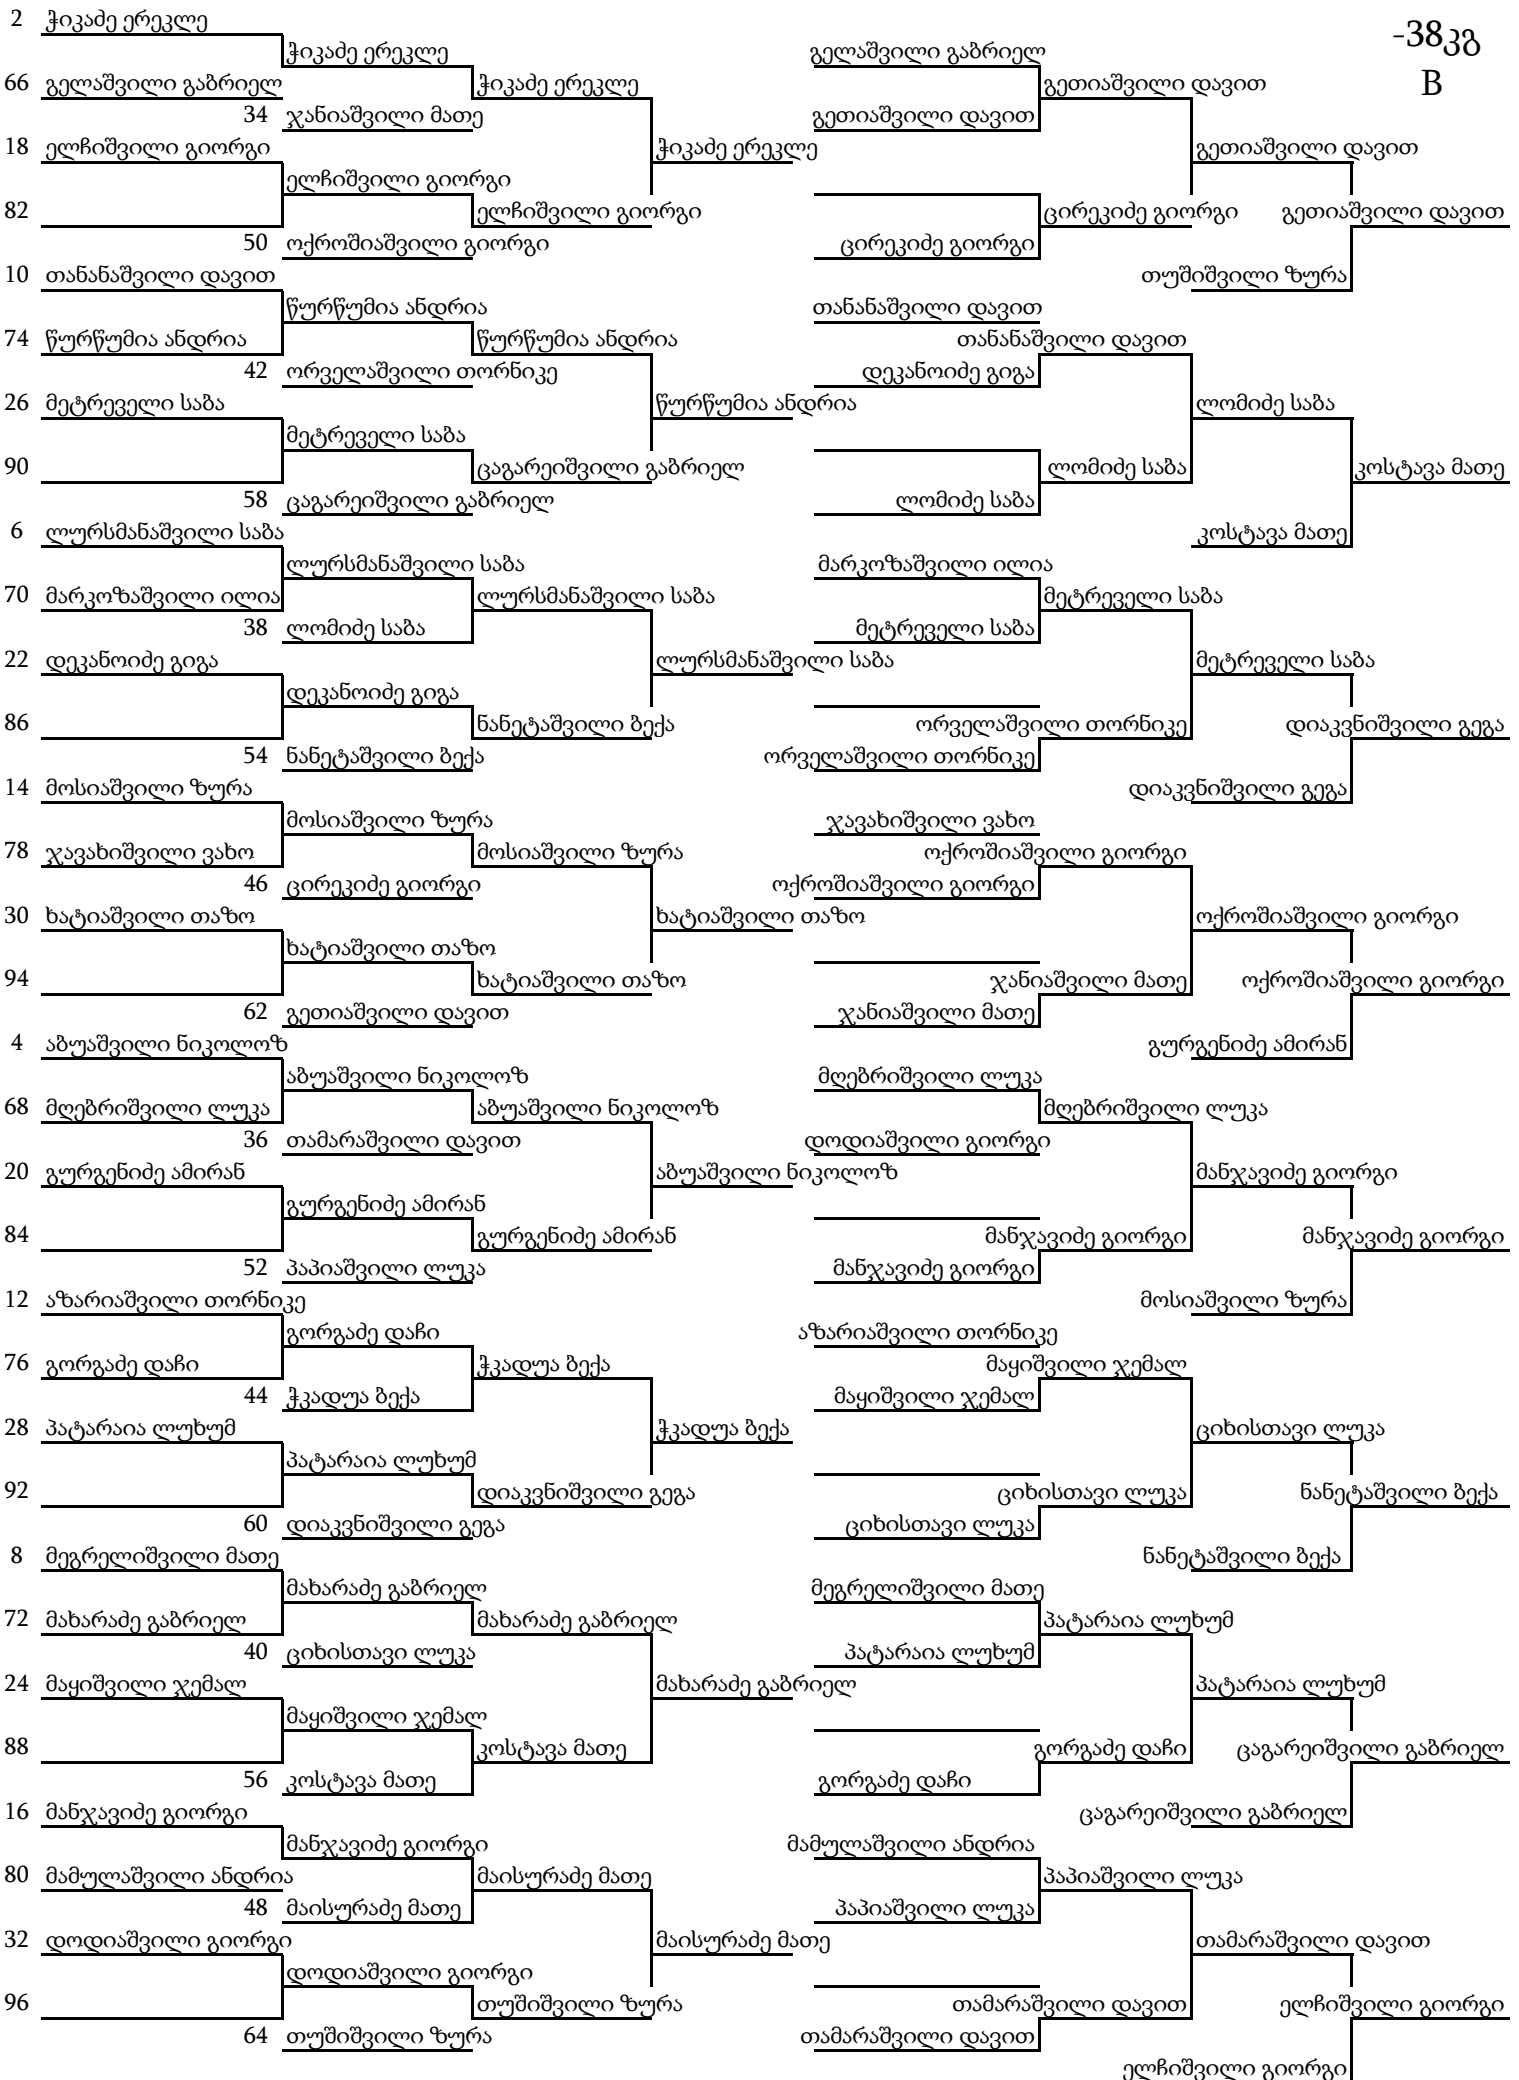 -38კგ
B
2 ჭიკაძე ერეკლე
ჭიკაძე ერეკლე გელაშვილი გაბრიელ
66 გელაშვილი გაბრიელ ჭიკაძე ერეკლე გეთიაშვილი დავით
34 ჯანიაშვილი მათე გეთიაშვილი დავით
18 ელჩიშვილი გიორგი ჭიკაძე ერეკლე გეთიაშვილი დავით
ელჩიშვილი გიორგი
82 ელჩიშვილი გიორგი ცირეკიძე გიორგი გეთიაშვილი დავით
50 ოქროშიაშვილი გიორგი ცირეკიძე გიორგი
10 თანანაშვილი დავით თუშიშვილი ზურა
წურწუმია ანდრია თანანაშვილი დავით
74 წურწუმია ანდრია წურწუმია ანდრია თანანაშვილი დავით
42 ორველაშვილი თორნიკე დეკანოიძე გიგა
26 მეტრეველი საბა წურწუმია ანდრია ლომიძე საბა
მეტრეველი საბა
90 ცაგარეიშვილი გაბრიელ ლომიძე საბა კოსტავა მათე
58 ცაგარეიშვილი გაბრიელ ლომიძე საბა
6 ლურსმანაშვილი საბა კოსტავა მათე
ლურსმანაშვილი საბა მარკოზაშვილი ილია
70 მარკოზაშვილი ილია ლურსმანაშვილი საბა მეტრეველი საბა
38 ლომიძე საბა მეტრეველი საბა
22 დეკანოიძე გიგა ლურსმანაშვილი საბა მეტრეველი საბა
დეკანოიძე გიგა
86 ნანეტაშვილი ბექა ორველაშვილი თორნიკე დიაკვნიშვილი გეგა
54 ნანეტაშვილი ბექა ორველაშვილი თორნიკე
14 მოსიაშვილი ზურა დიაკვნიშვილი გეგა
მოსიაშვილი ზურა ჯავახიშვილი ვახო
78 ჯავახიშვილი ვახო მოსიაშვილი ზურა ოქროშიაშვილი გიორგი
46 ცირეკიძე გიორგი ოქროშიაშვილი გიორგი
30 ხატიაშვილი თაზო ხატიაშვილი თაზო ოქროშიაშვილი გიორგი
ხატიაშვილი თაზო
94 ხატიაშვილი თაზო ჯანიაშვილი მათე ოქროშიაშვილი გიორგი
62 გეთიაშვილი დავით ჯანიაშვილი მათე
4 აბუაშვილი ნიკოლოზ გურგენიძე ამირან
აბუაშვილი ნიკოლოზ მღებრიშვილი ლუკა
68 მღებრიშვილი ლუკა აბუაშვილი ნიკოლოზ მღებრიშვილი ლუკა
36 თამარაშვილი დავით დოდიაშვილი გიორგი
20 გურგენიძე ამირან აბუაშვილი ნიკოლოზ მანჯავიძე გიორგი
გურგენიძე ამირან
84 გურგენიძე ამირან მანჯავიძე გიორგი მანჯავიძე გიორგი
52 პაპიაშვილი ლუკა მანჯავიძე გიორგი
12 აზარიაშვილი თორნიკე მოსიაშვილი ზურა
გორგაძე დაჩი აზარიაშვილი თორნიკე
76 გორგაძე დაჩი ჭკადუა ბექა მაყიშვილი ჯემალ
44 ჭკადუა ბექა მაყიშვილი ჯემალ
28 პატარაია ლუხუმ ჭკადუა ბექა ციხისთავი ლუკა
პატარაია ლუხუმ
92 დიაკვნიშვილი გეგა ციხისთავი ლუკა ნანეტაშვილი ბექა
60 დიაკვნიშვილი გეგა ციხისთავი ლუკა
8 მეგრელიშვილი მათე ნანეტაშვილი ბექა
მახარაძე გაბრიელ მეგრელიშვილი მათე
72 მახარაძე გაბრიელ მახარაძე გაბრიელ პატარაია ლუხუმ
40 ციხისთავი ლუკა პატარაია ლუხუმ
24 მაყიშვილი ჯემალ მახარაძე გაბრიელ პატარაია ლუხუმ
მაყიშვილი ჯემალ
88 კოსტავა მათე გორგაძე დაჩი ცაგარეიშვილი გაბრიელ
56 კოსტავა მათე გორგაძე დაჩი
16 მანჯავიძე გიორგი ცაგარეიშვილი გაბრიელ
მანჯავიძე გიორგი მამულაშვილი ანდრია
80 მამულაშვილი ანდრია მაისურაძე მათე პაპიაშვილი ლუკა
48 მაისურაძე მათე პაპიაშვილი ლუკა
32 დოდიაშვილი გიორგი მაისურაძე მათე თამარაშვილი დავით
დოდიაშვილი გიორგი
96 თუშიშვილი ზურა თამარაშვილი დავით ელჩიშვილი გიორგი
64 თუშიშვილი ზურა თამარაშვილი დავით
ელჩიშვილი გიორგი